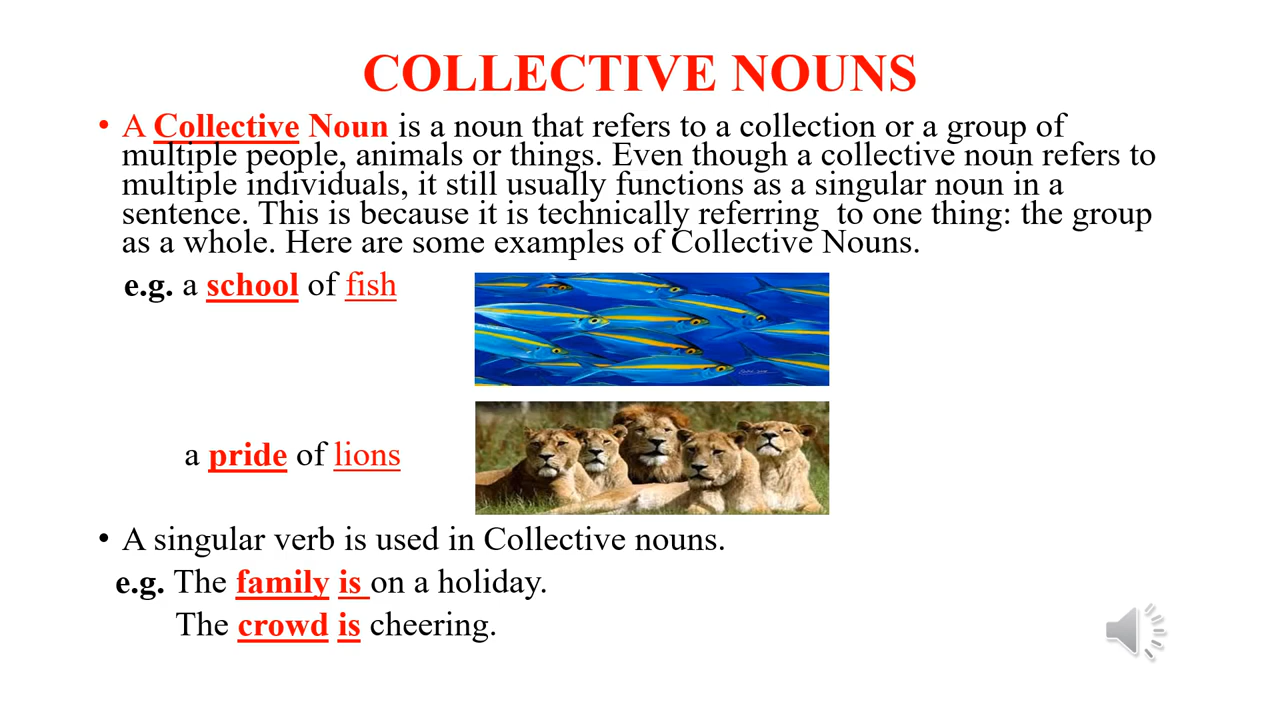 COLLECTIVE NOUNS
• A Collective Noun is a noun that refers to a collection or a group of
multiple people, animals or things. Even though a collective noun refers to
multiple individuals, it still usually functions as a singular noun in a
sentence. This is because it is technically referring  to one thing: the group
as a whole. Here are some examples of Collective Nouns.
e.g. a school of fish
a pride of lions
• A singular verb is used in Collective nouns.
e.g. The family is on a holiday.
The crowd is cheering.